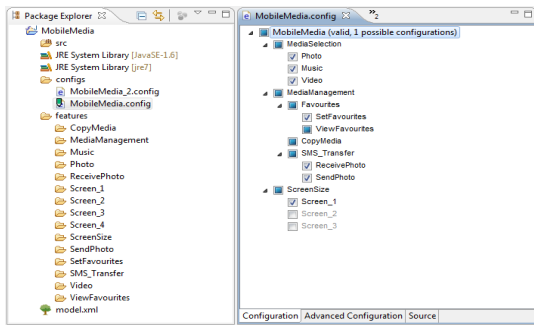 Package Explorer
MobileMedia
src
JRE System Library [JavaSE-1.6]
JRE System Library [jre7]
configs
MobileMedia_2.config
MobileMedia.config
features
CopyMedia
MediaManagement
Music
Photo
ReceivePhoto
Screen_1
Screen_2
Screen_3
Screen_4
ScreenSize
SendPhoto
SetFavourites
SMS_Transfer
Video
ViewFavourites
model.xml
MobileMedia.config
»2
MobileMedia (valid, 1 possible configurations)
MediaSelection
Photo
Music
Video
MediaManagement
Favourites
SetFavourites
ViewFavourites
CopyMedia
SMS_Transfer
ReceivePhoto
SendPhoto
ScreenSize
Screen_1
Screen_2
Screen_3
Configuration Advanced Configuration Source